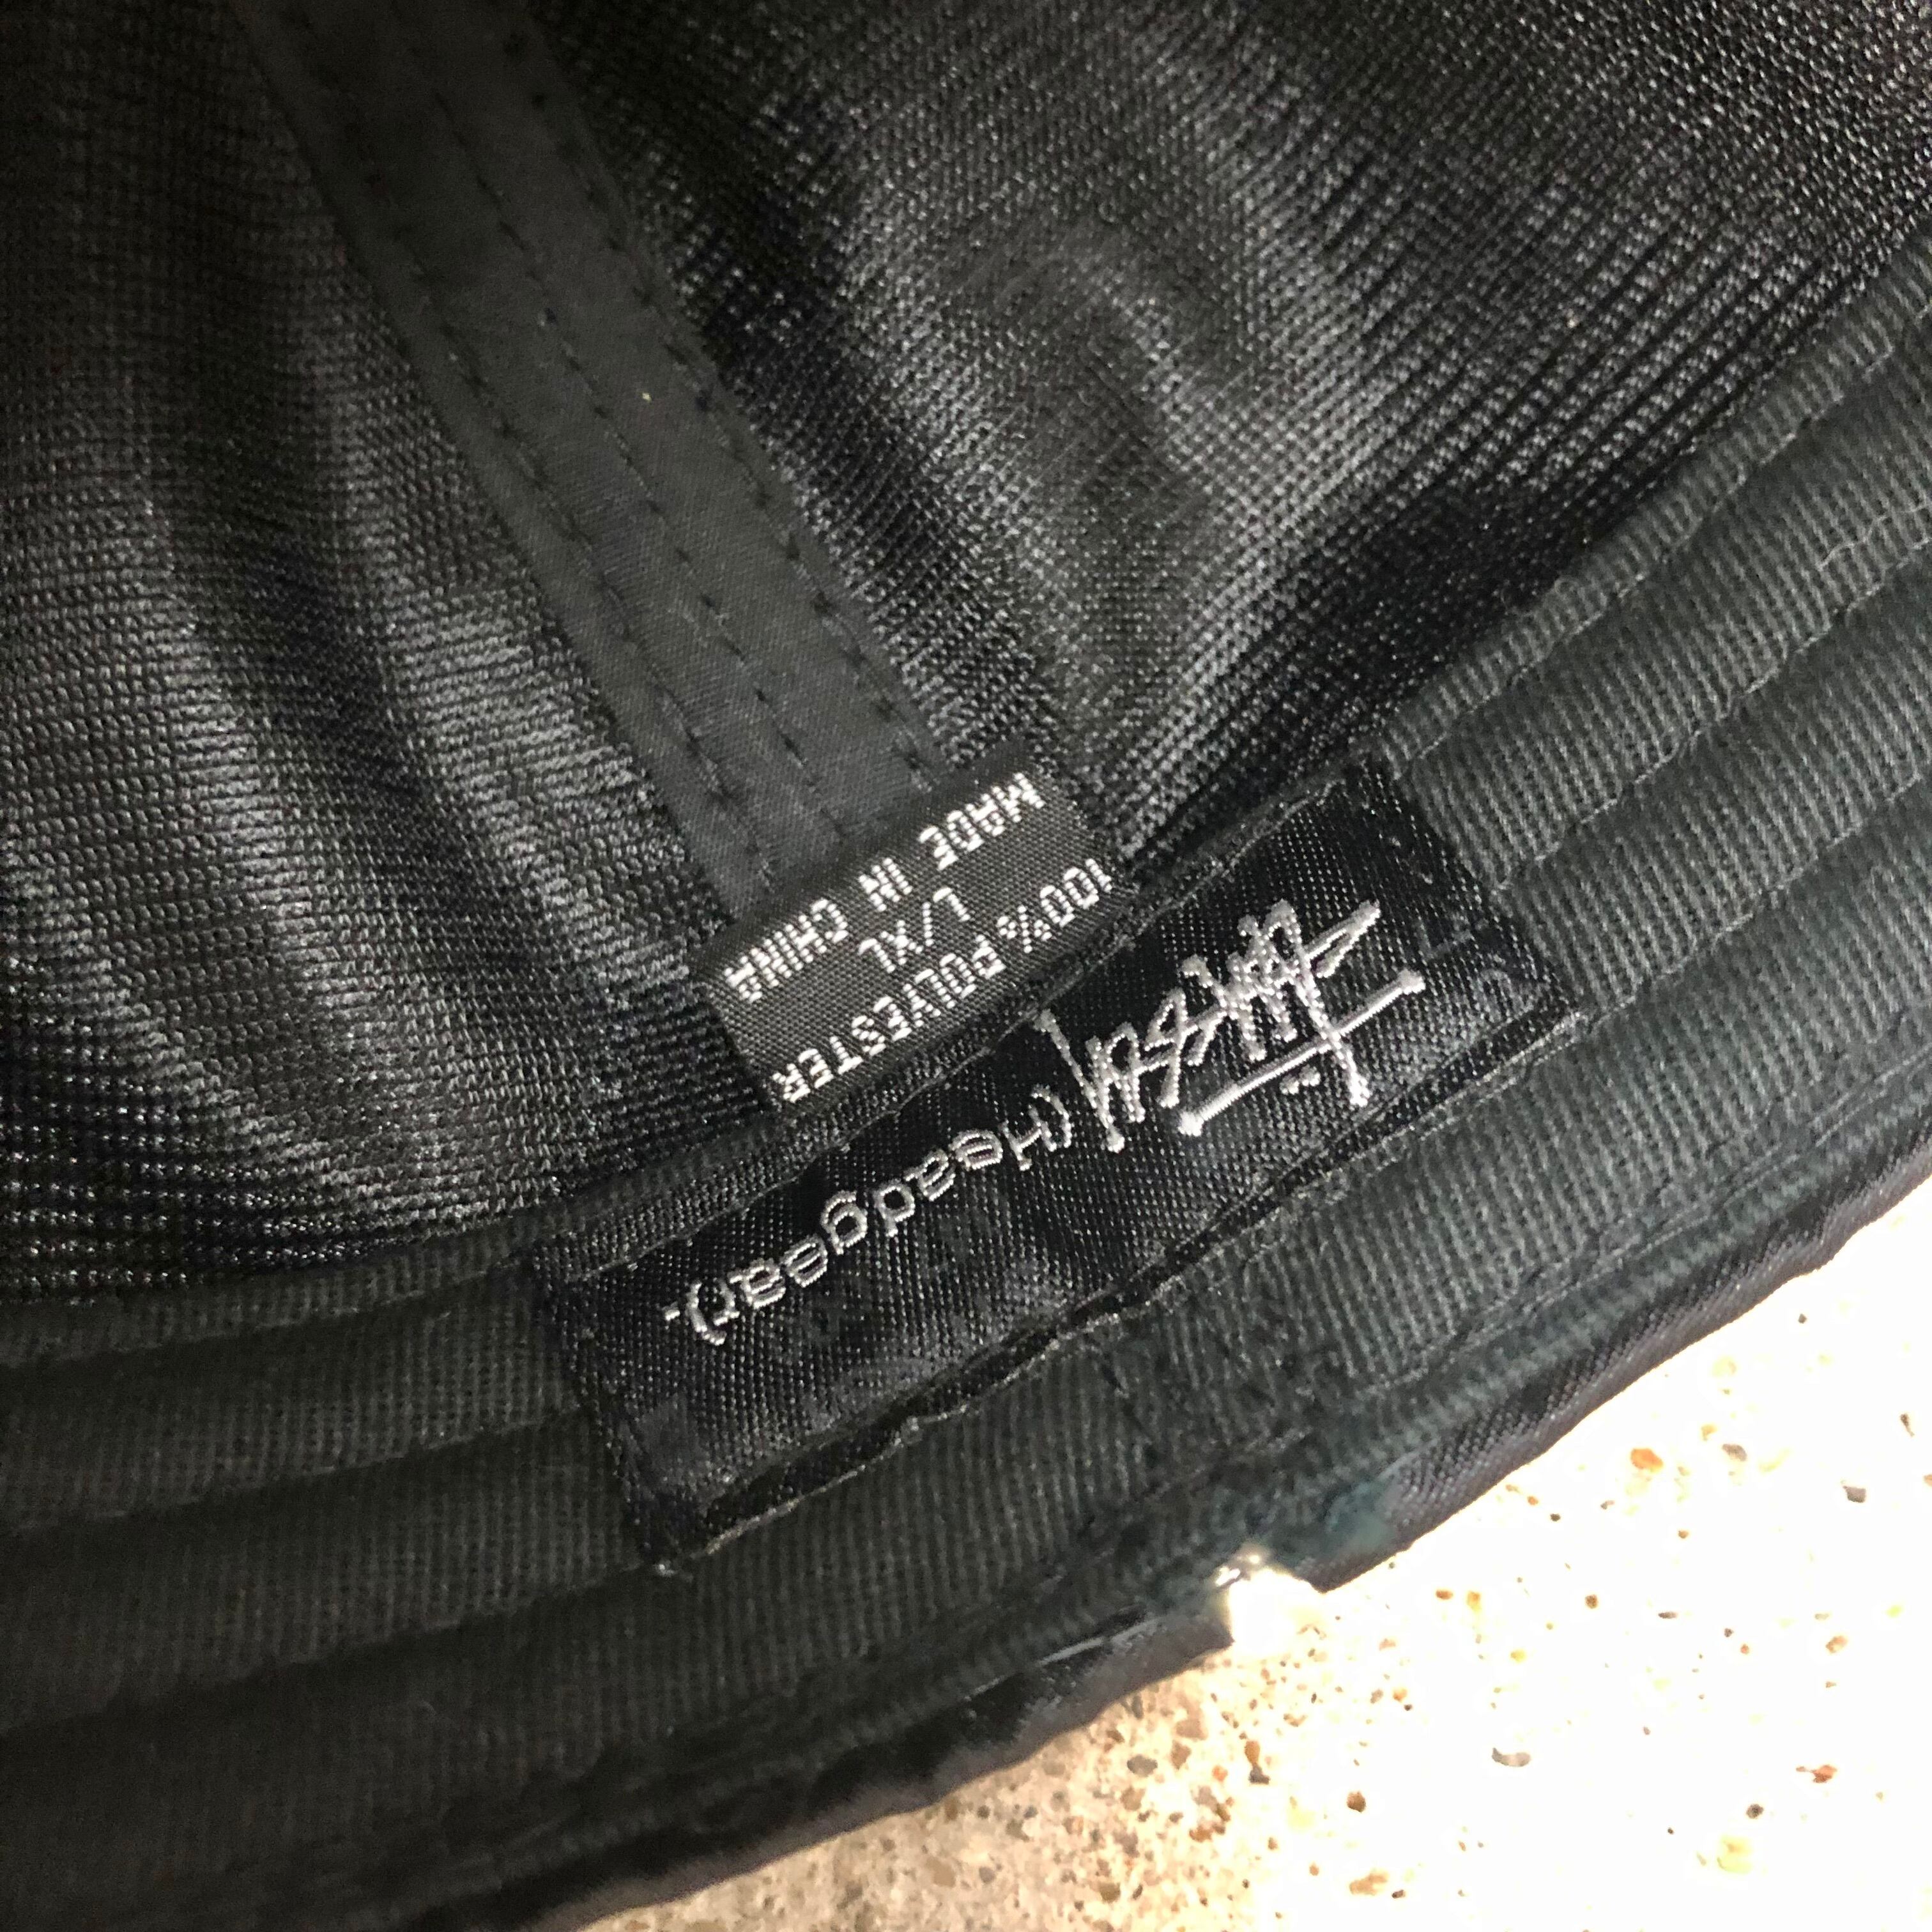 Stüssy (Headgear).
100% POLYESTER
L/XL
MADE IN CHINA